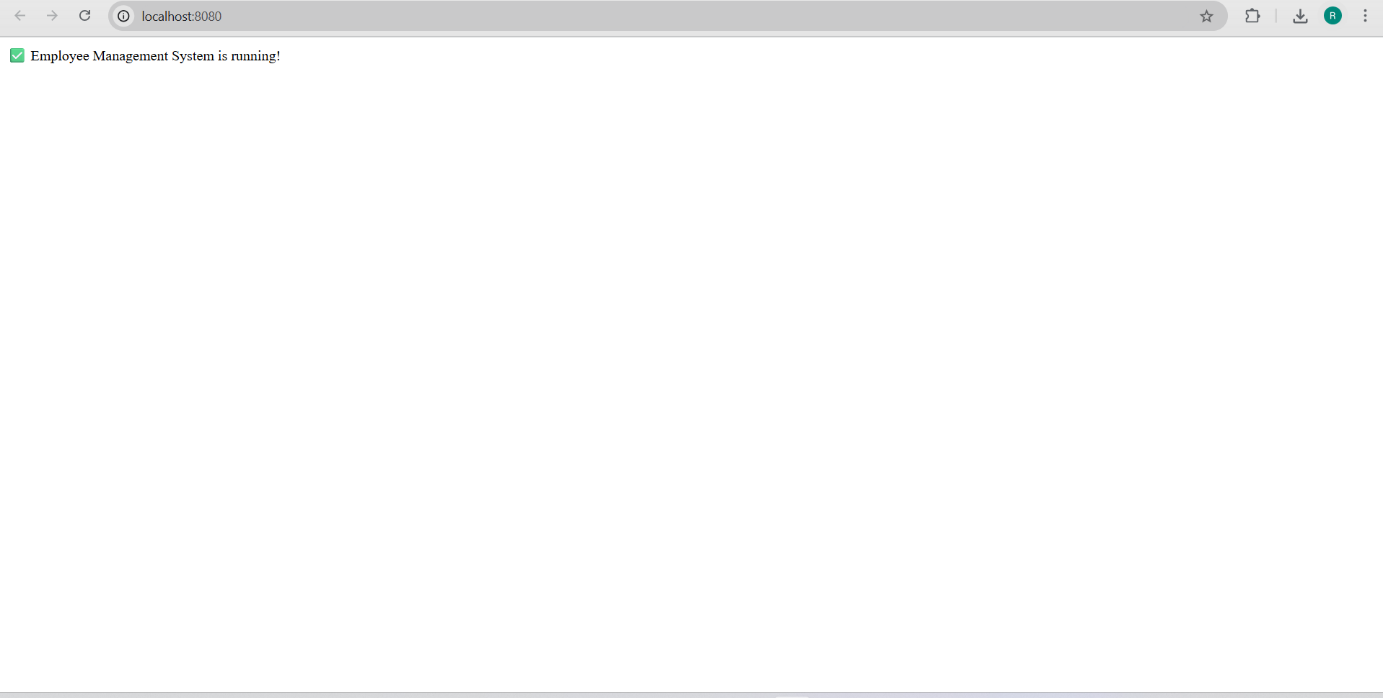 localhost:8080
R
✅ Employee Management System is running!